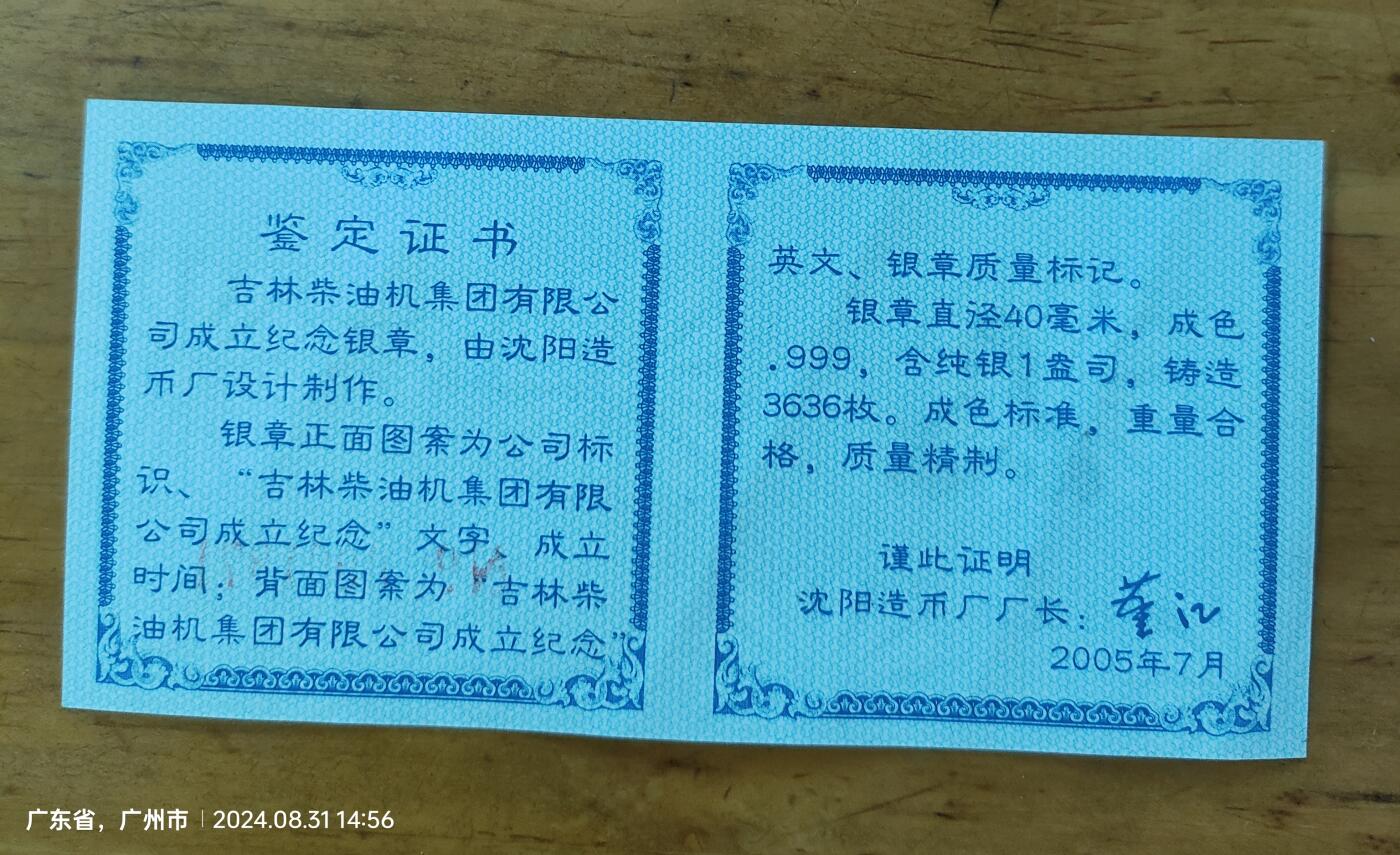 鉴定证书
吉林柴油机集团有限公
司成立纪念银章，由沈阳造
币厂设计制作。
银章正面图案为公司标
识、“吉林柴油机集团有限
公司成立纪念”文字、成立
时间；背面图案为“吉林柴
油机集团有限公司成立纪念”
英文、银章质量标记。
银章直径40毫米，成色
.999，含纯银1盎司，铸造
3636枚。成色标准，重量合
格，质量精制。
谨此证明
沈阳造币厂厂长：
2005年7月
广东省，广州市 | 2024.08.31 14:56